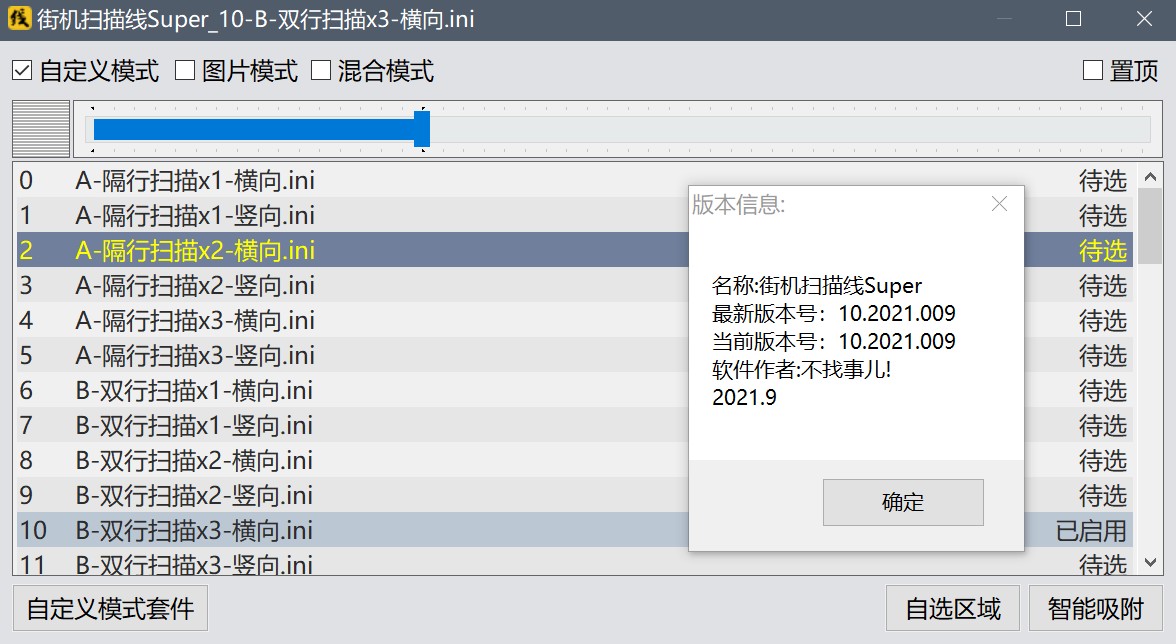 街机扫描线Super_10-B-双行扫描x3-横向.ini
自定义模式 图片模式 混合模式 置顶
0 A-隔行扫描x1-横向.ini 待选
1 A-隔行扫描x1-竖向.ini 待选
2 A-隔行扫描x2-横向.ini 待选
3 A-隔行扫描x2-竖向.ini 待选
4 A-隔行扫描x3-横向.ini 待选
5 A-隔行扫描x3-竖向.ini 待选
6 B-双行扫描x1-横向.ini 待选
7 B-双行扫描x1-竖向.ini 待选
8 B-双行扫描x2-横向.ini 待选
9 B-双行扫描x2-竖向.ini 待选
10 B-双行扫描x3-横向.ini 已启用
11 B-双行扫描x3-竖向.ini 待选
版本信息:
名称:街机扫描线Super
最新版本号：10.2021.009
当前版本号：10.2021.009
软件作者:不找事儿!
2021.9
确定
自定义模式套件 自选区域 智能吸附